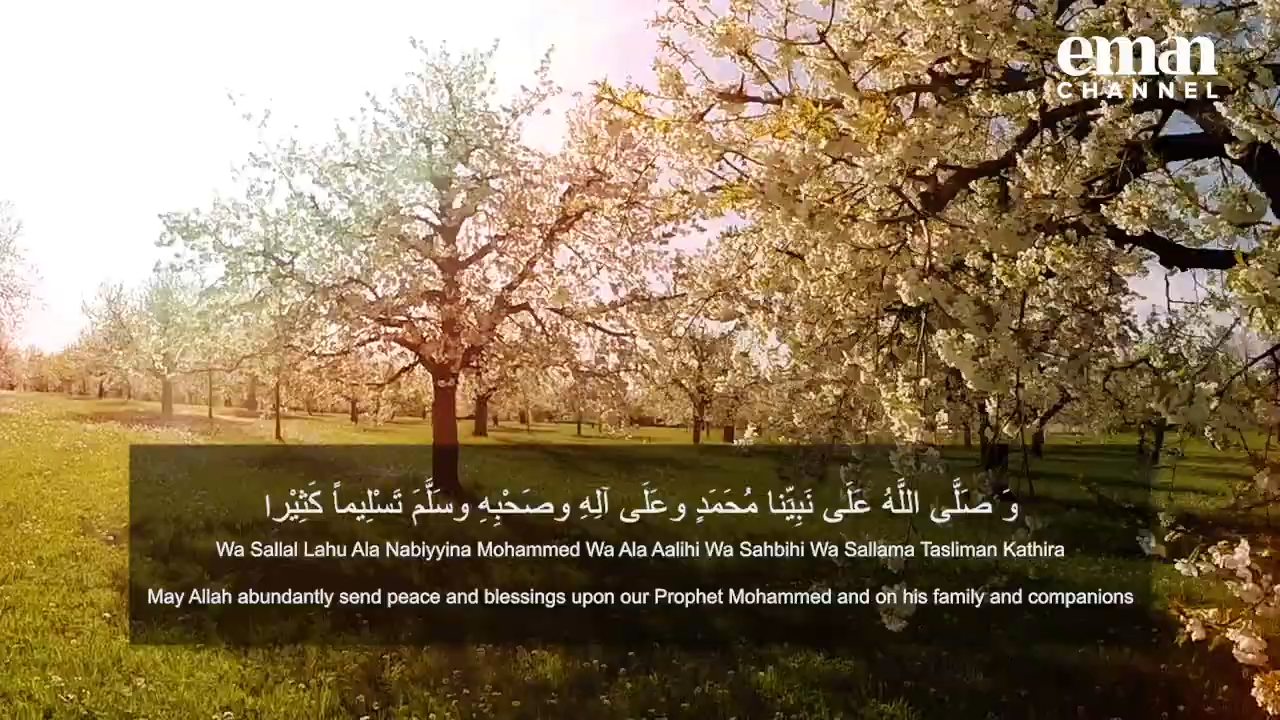 eman
CHANNEL
وَ صَلَّى اللَّهُ عَلَى نَبِيِّنا مُحَمَدٍ وعَلَى آلِهِ وصَحْبِهِ وسَلَّمَ تَسْلِيماً كَثِيْرا
Wa Sallal Lahu Ala Nabiyyina Mohammed Wa Ala Aalihi Wa Sahbihi Wa Sallama Tasliman Kathira
May Allah abundantly send peace and blessings upon our Prophet Mohammed and on his family and companions